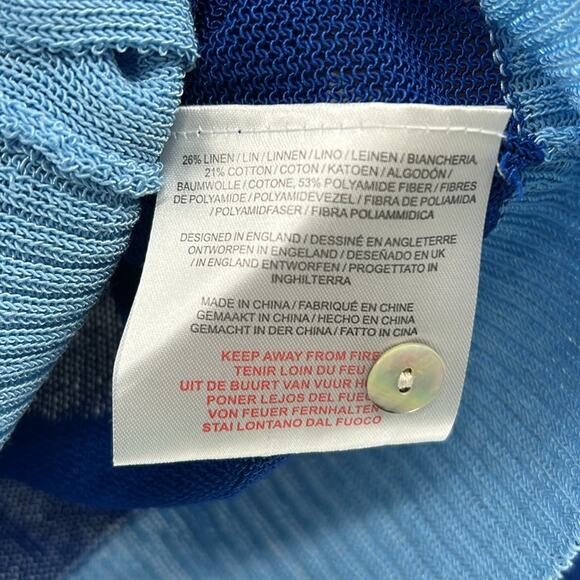 26% LINEN / LIN / LINNEN / LINO / LEINEN / BIANCHERIA,
21% COTTON / COTON / KATOEN / ALGODÓN /
BAUMWOLLE / COTONE, 53% POLYAMIDE FIBER / FIBRES
DE POLYAMIDE / POLYAMIDEVEZEL / FIBRA DE POLIAMIDA
/ POLYAMIDFASER / FIBRA POLIAMMIDICA
DESIGNED IN ENGLAND / DESSINÉ EN ANGLETERRE
ONTWORPEN IN ENGELAND / DESEÑADO EN UK
/ IN ENGLAND ENTWORFEN / PROGETTATO IN
INGHILTERRA
MADE IN CHINA / FABRIQUÉ EN CHINE
GEMAAKT IN CHINA / HECHO EN CHINA
GEMACHT IN DER CHINA / FATTO IN CINA
KEEP AWAY FROM FIRE
TENIR LOIN DU FEU
UIT DE BUURT VAN VUUR
PONER LEJOS DEL
VON FEUER FERNHALTEN
STAI LONTANO DAL FUOCO